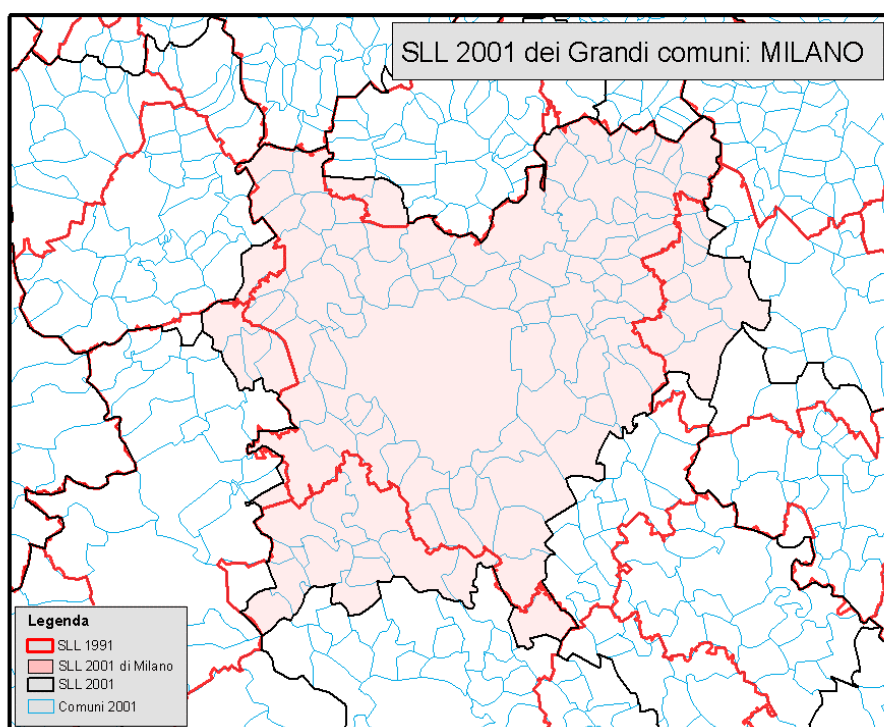 SLL 2001 dei Grandi comuni: MILANO
Legenda
SLL 1991
SLL 2001 di Milano
SLL 2001
Comuni 2001